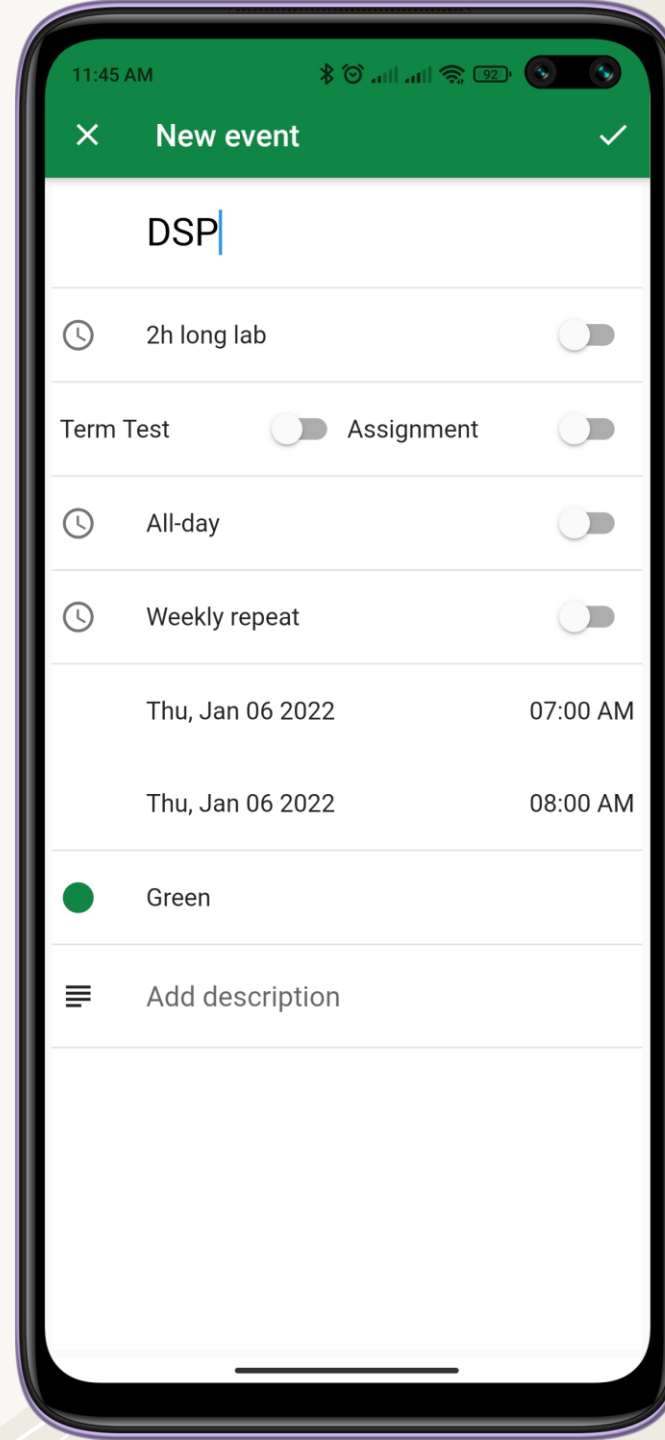 11:45 AM 92
New event
DSP
2h long lab
Term Test Assignment
All-day
Weekly repeat
Thu, Jan 06 2022 07:00 AM
Thu, Jan 06 2022 08:00 AM
Green
Add description